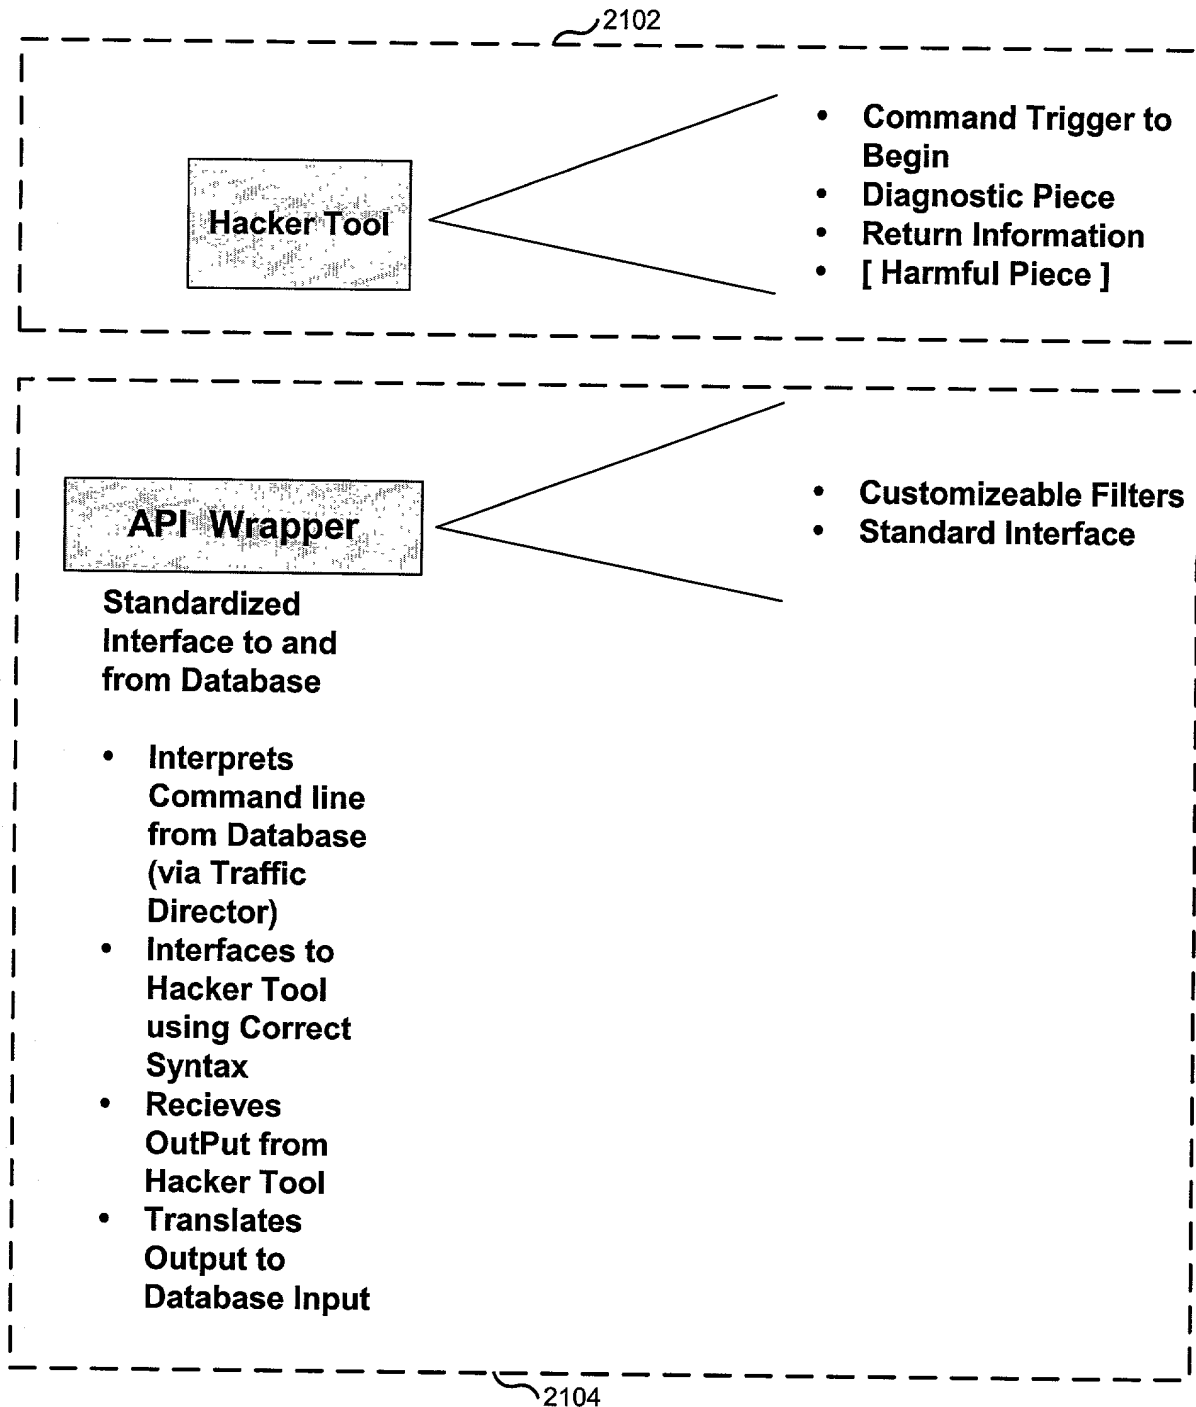 2102
Hacker Tool
• Command Trigger to
Begin
• Diagnostic Piece
• Return Information
• [ Harmful Piece ]
API Wrapper
• Customizeable Filters
• Standard Interface
Standardized
Interface to and
from Database
• Interprets
Command line
from Database
(via Traffic
Director)
• Interfaces to
Hacker Tool
using Correct
Syntax
• Recieves
OutPut from
Hacker Tool
• Translates
Output to
Database Input
2104